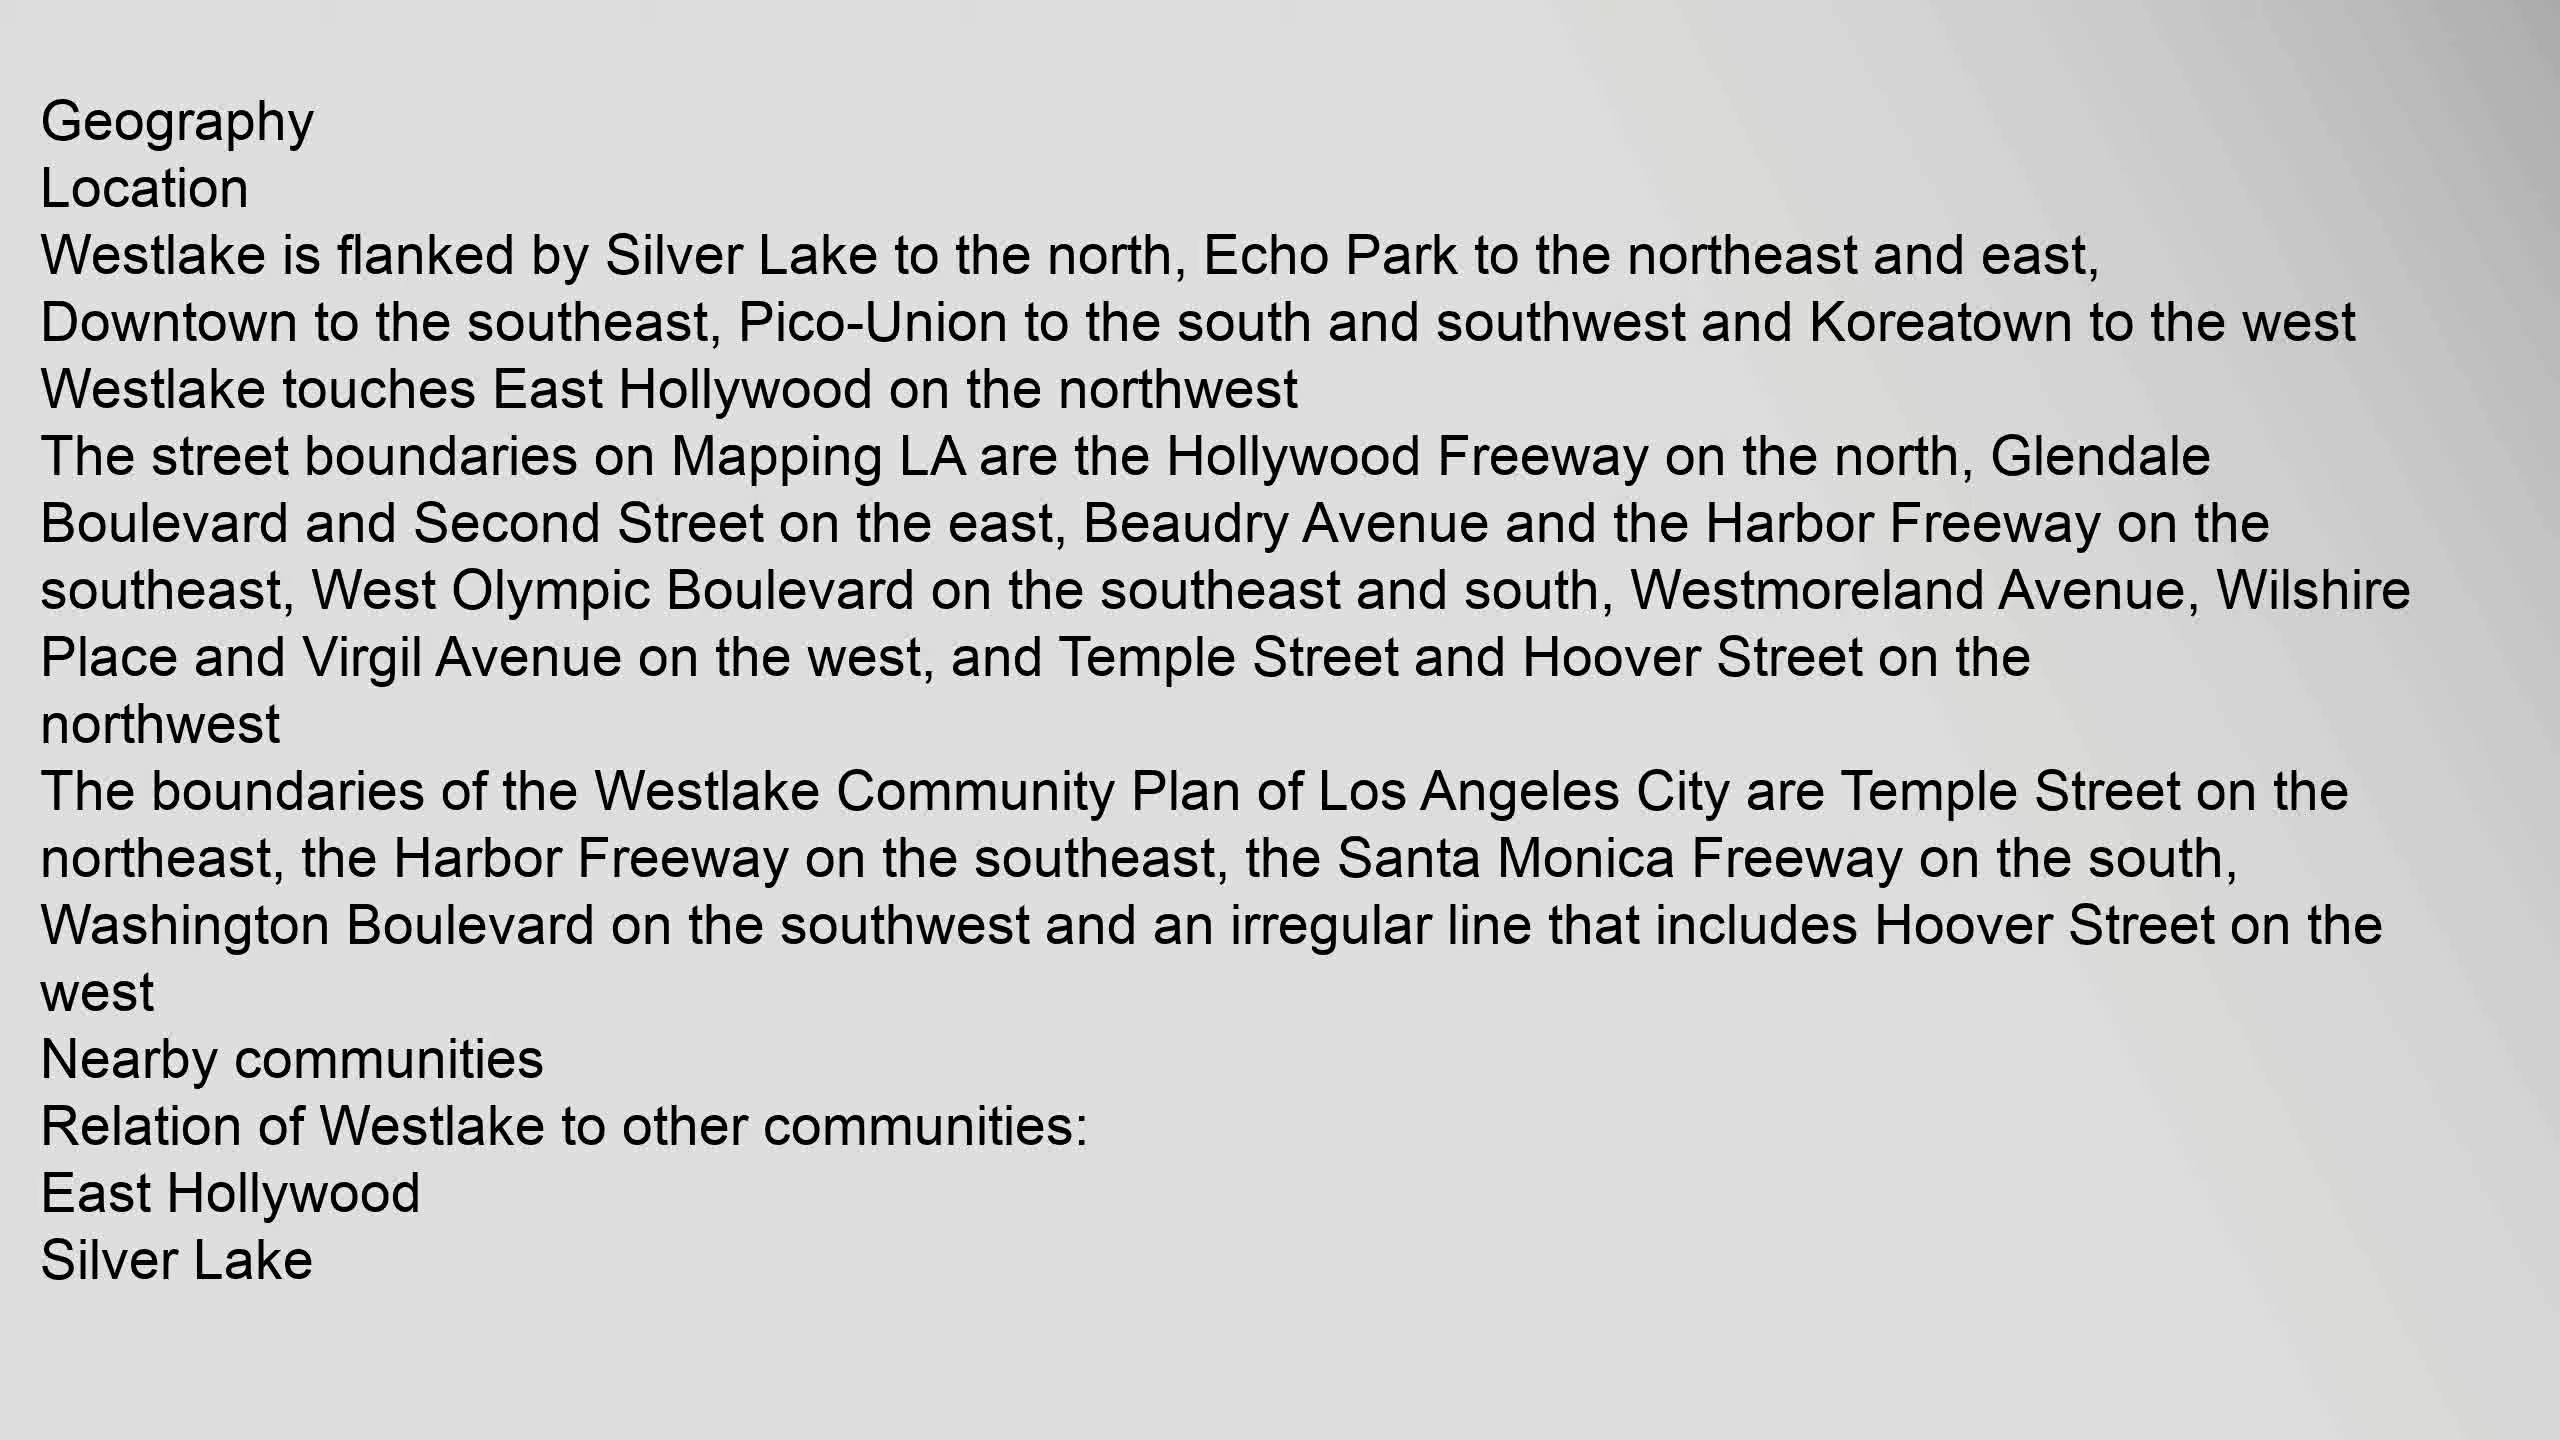 Geography
Location
Westlake is flanked by Silver Lake to the north, Echo Park to the northeast and east,
Downtown to the southeast, Pico-Union to the south and southwest and Koreatown to the west
Westlake touches East Hollywood on the northwest
The street boundaries on Mapping LA are the Hollywood Freeway on the north, Glendale
Boulevard and Second Street on the east, Beaudry Avenue and the Harbor Freeway on the
southeast, West Olympic Boulevard on the southeast and south, Westmoreland Avenue, Wilshire
Place and Virgil Avenue on the west, and Temple Street and Hoover Street on the
northwest
The boundaries of the Westlake Community Plan of Los Angeles City are Temple Street on the
northeast, the Harbor Freeway on the southeast, the Santa Monica Freeway on the south,
Washington Boulevard on the southwest and an irregular line that includes Hoover Street on the
west
Nearby communities
Relation of Westlake to other communities:
East Hollywood
Silver Lake